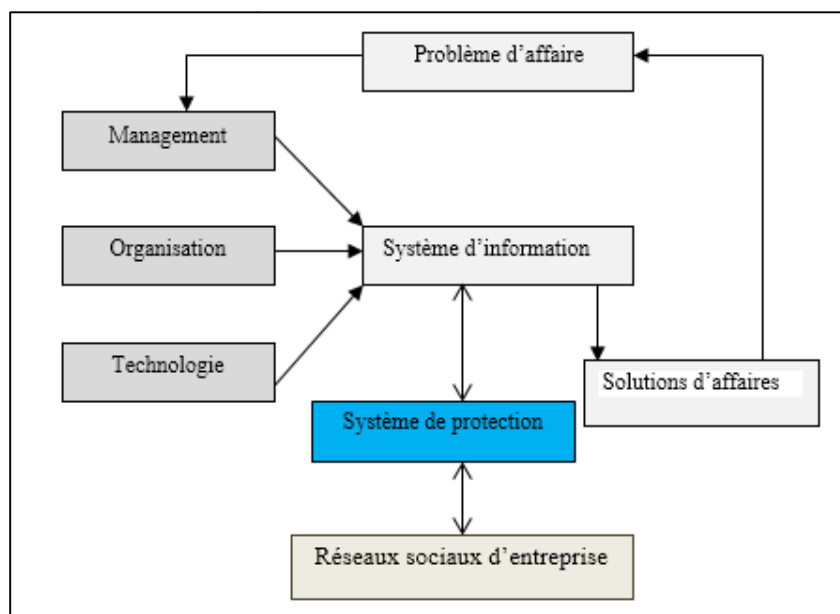 Problème d'affaire
Management
Organisation
Système d'information
Technologie
Solutions d'affaires
Système de protection
Réseaux sociaux d'entreprise